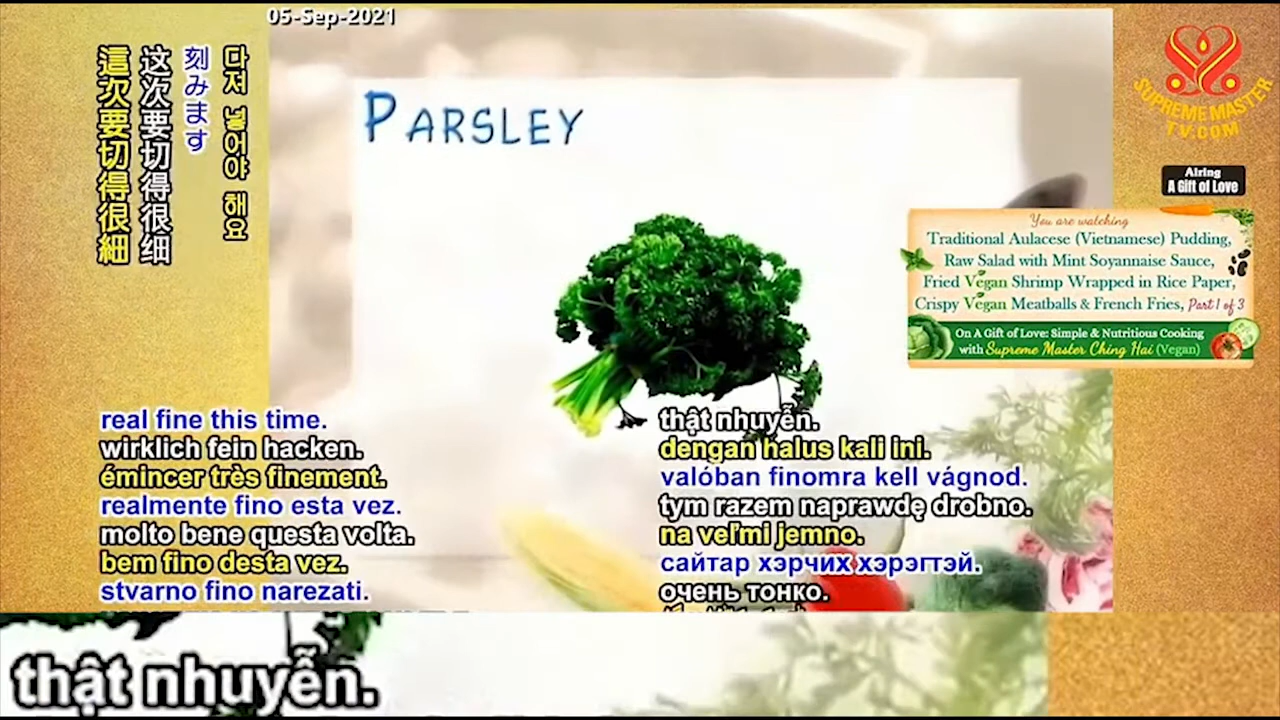 05-Sep-2021
다져 넣어야 해요
刻みます
这次要切得很细
這次要切得很細
PARSLEY
SUPREME MASTER
TV.COM
Airing
A Gift of Love
You are watching
Traditional Aulacese (Vietnamese) Pudding,
Raw Salad with Mint Soyannaise Sauce,
Fried Vegan Shrimp Wrapped in Rice Paper,
Crispy Vegan Meatballs & French Fries, Part 1 of 3
On A Gift of Love: Simple & Nutritious Cooking
with Supreme Master Ching Hai (Vegan)
real fine this time.
wirklich fein hacken.
émincer très finement.
realmente fino esta vez.
molto bene questa volta.
bem fino desta vez.
stvarno fino narezati.
thật nhuyễn.
dengan halus kali ini.
valóban finomra kell vágnod.
tym razem naprawdę drobno.
na veľmi jemno.
сайтар хэрчих хэрэгтэй.
очень тонко.
thật nhuyễn.